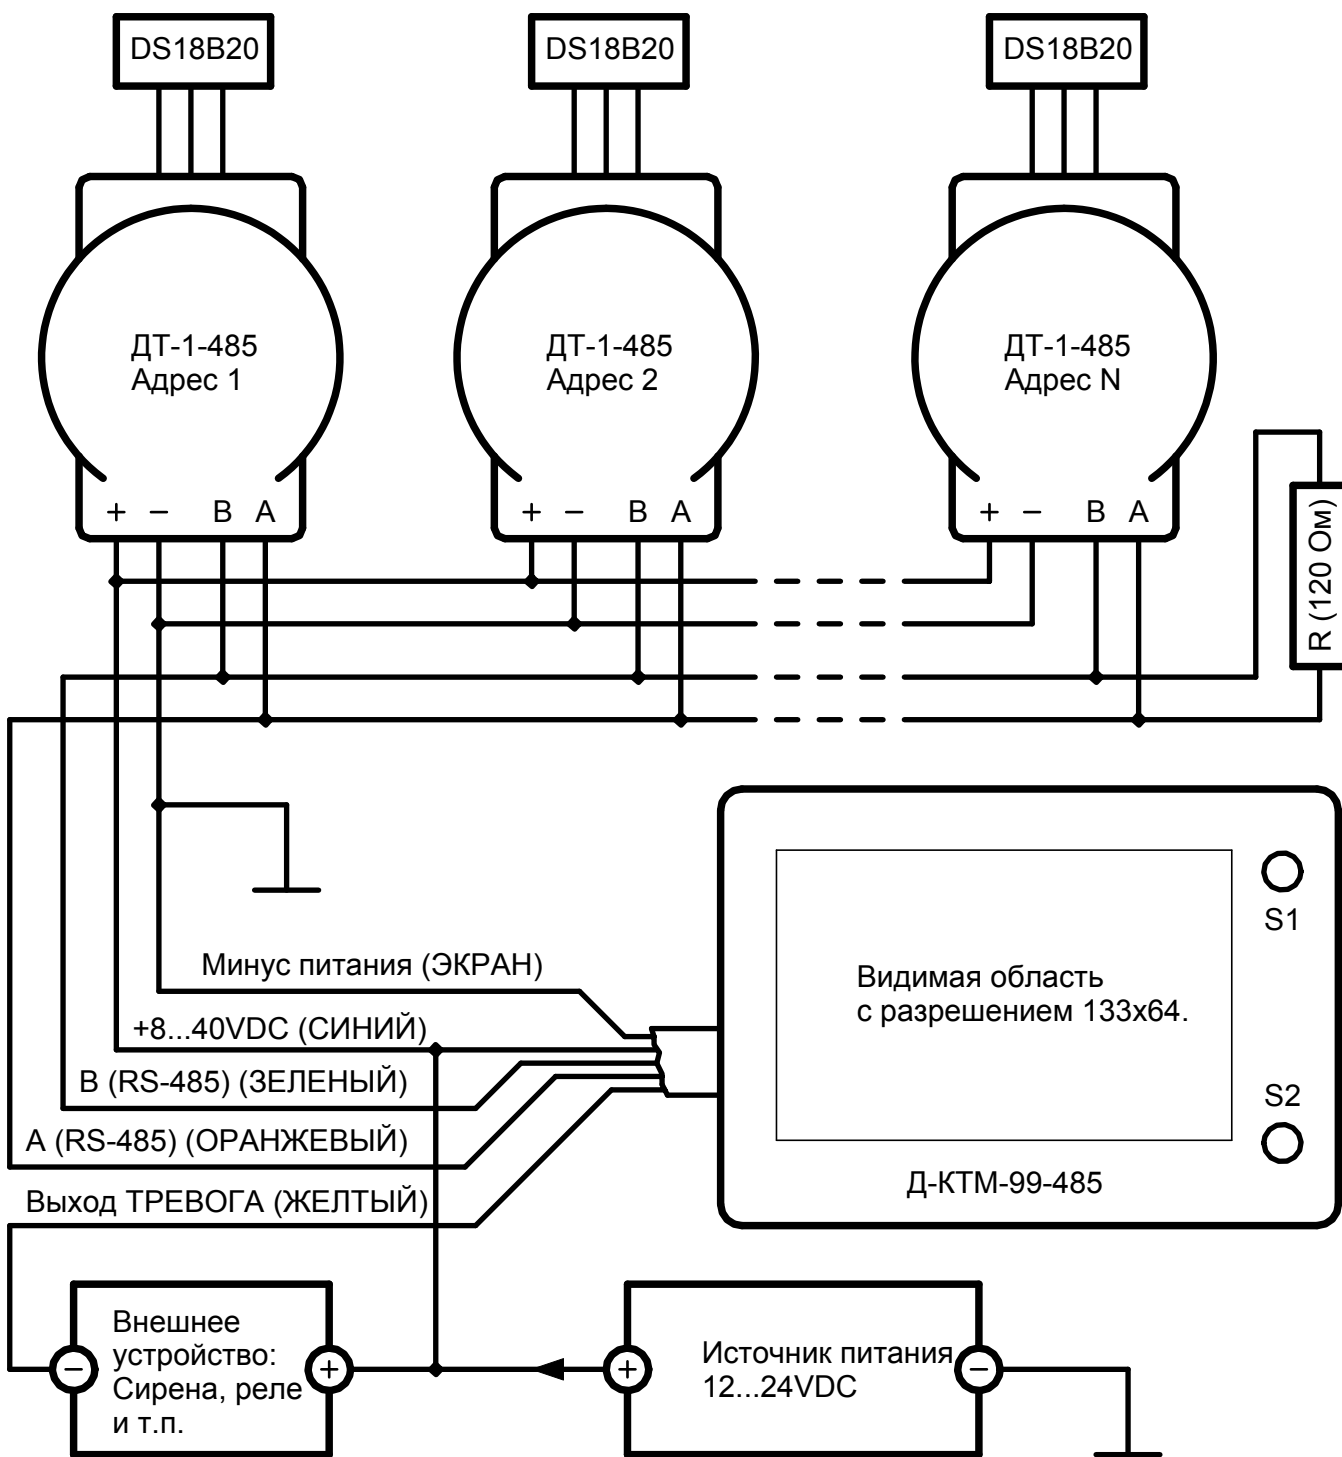 DS18B20
DS18B20
DS18B20
ДТ-1-485
Адрес 1
ДТ-1-485
Адрес 2
ДТ-1-485
Адрес N
+ − B A
+ − B A
+ − B A
R (120 Ом)
S1
Видимая область
с разрешением 133x64.
S2
Д-КТМ-99-485
Минус питания (ЭКРАН)
+8...40VDC (СИНИЙ)
B (RS-485) (ЗЕЛЕНЫЙ)
A (RS-485) (ОРАНЖЕВЫЙ)
Выход ТРЕВОГА (ЖЕЛТЫЙ)
Внешнее
устройство:
Сирена, реле
и т.п.
− +
Источник питания
12...24VDC
+ −